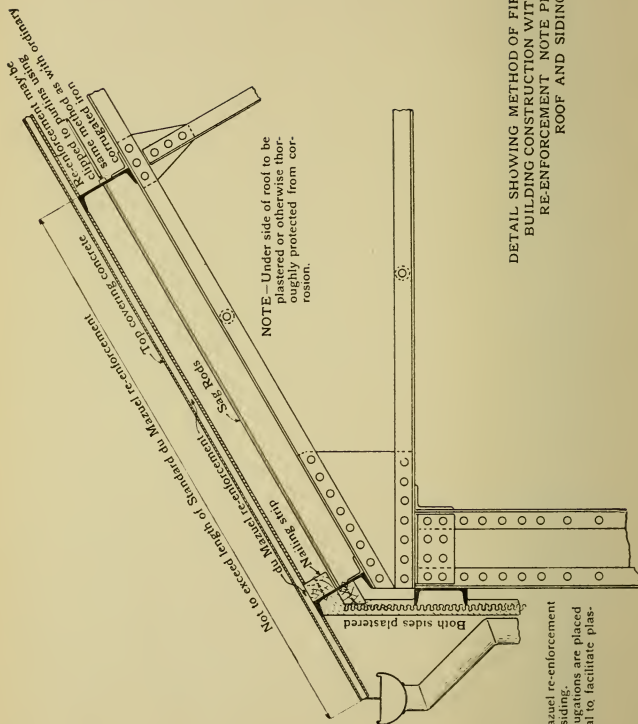 Re-enforcement may be
clipped to purlins using
same method as with ordinary
corrugated iron
Not to exceed length of Standard du Mazuel re-enforcement
Top covering concrete
du Mazuel re-enforcement
Sag Rods
Nailing strip
NOTE—Under side of roof to be
plastered or otherwise thor-
oughly protected from cor-
rosion.
Both sides plastered
DETAIL SHOWING METHOD OF FIR
BUILDING CONSTRUCTION WIT
RE-ENFORCEMENT NOTE PI
ROOF AND SIDING
azuel re-enforcement
siding.
ugations are placed
al to facilitate plas-